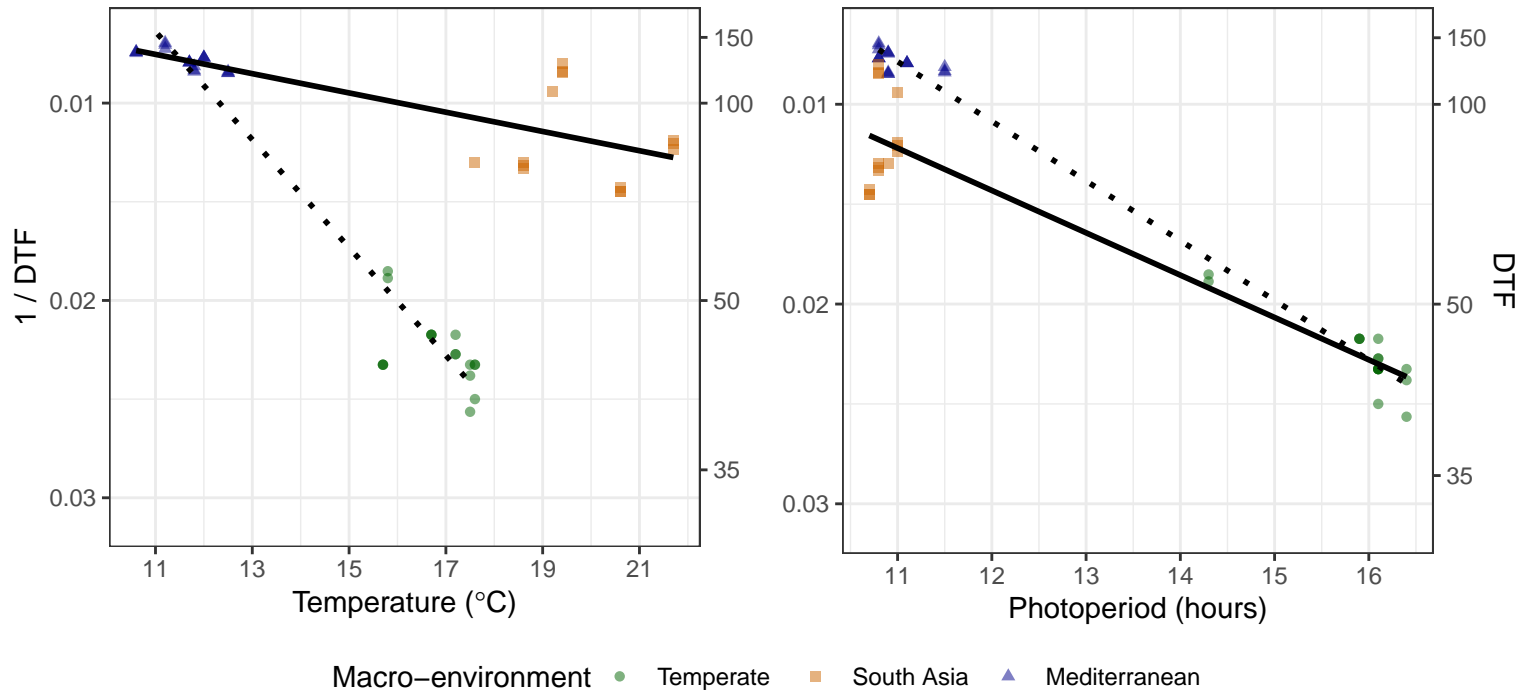 1 / DTF
0.01
0.02
0.03
150
100
50
35
11 13 15 17 19 21
Temperature (°C)
0.01
0.02
0.03
150
100
50
35
DTF
11 12 13 14 15 16
Photoperiod (hours)
Macro−environment Temperate South Asia Mediterranean